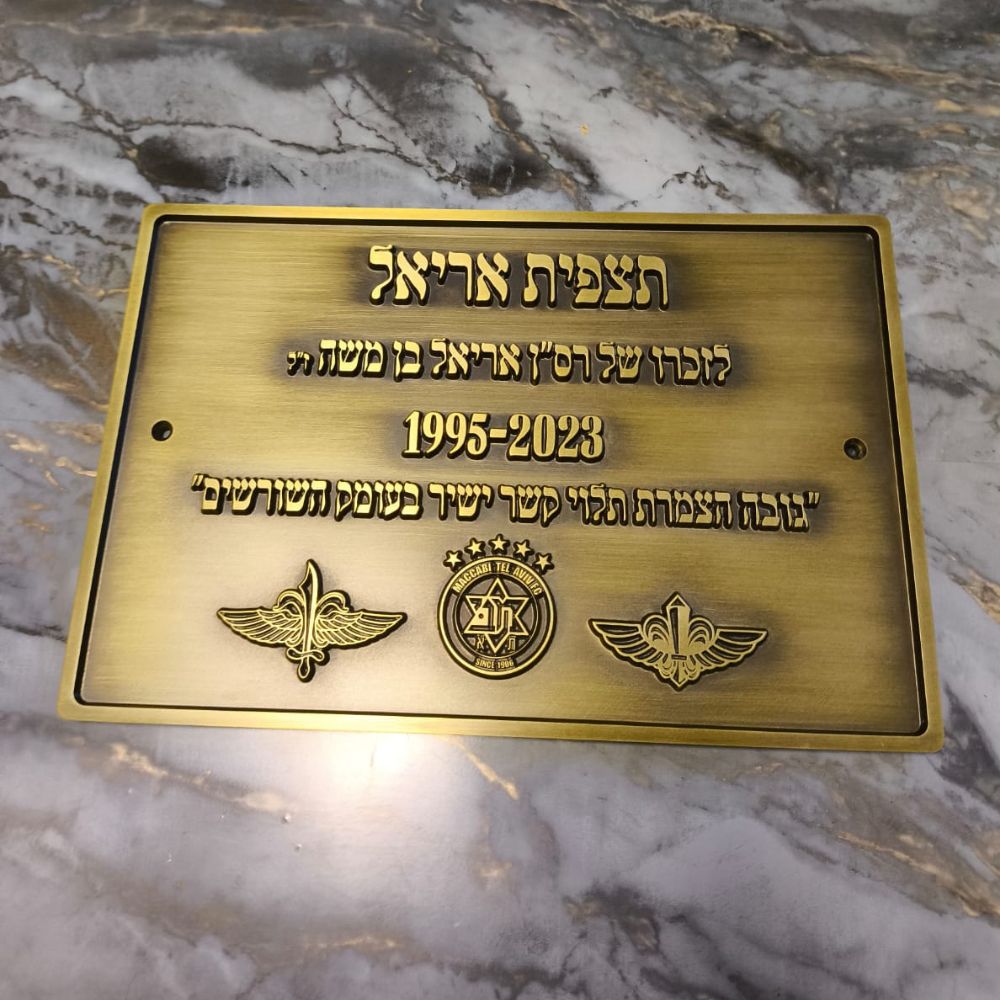 תצפית אריאל
לזכרו של רס"ן אריאל בן משה ז"ל
1995-2023
"גובה הצמרת תלוי קשר ישיר בעומק השורשים"
MACCABI TEL AVIV FC
SINCE 1906